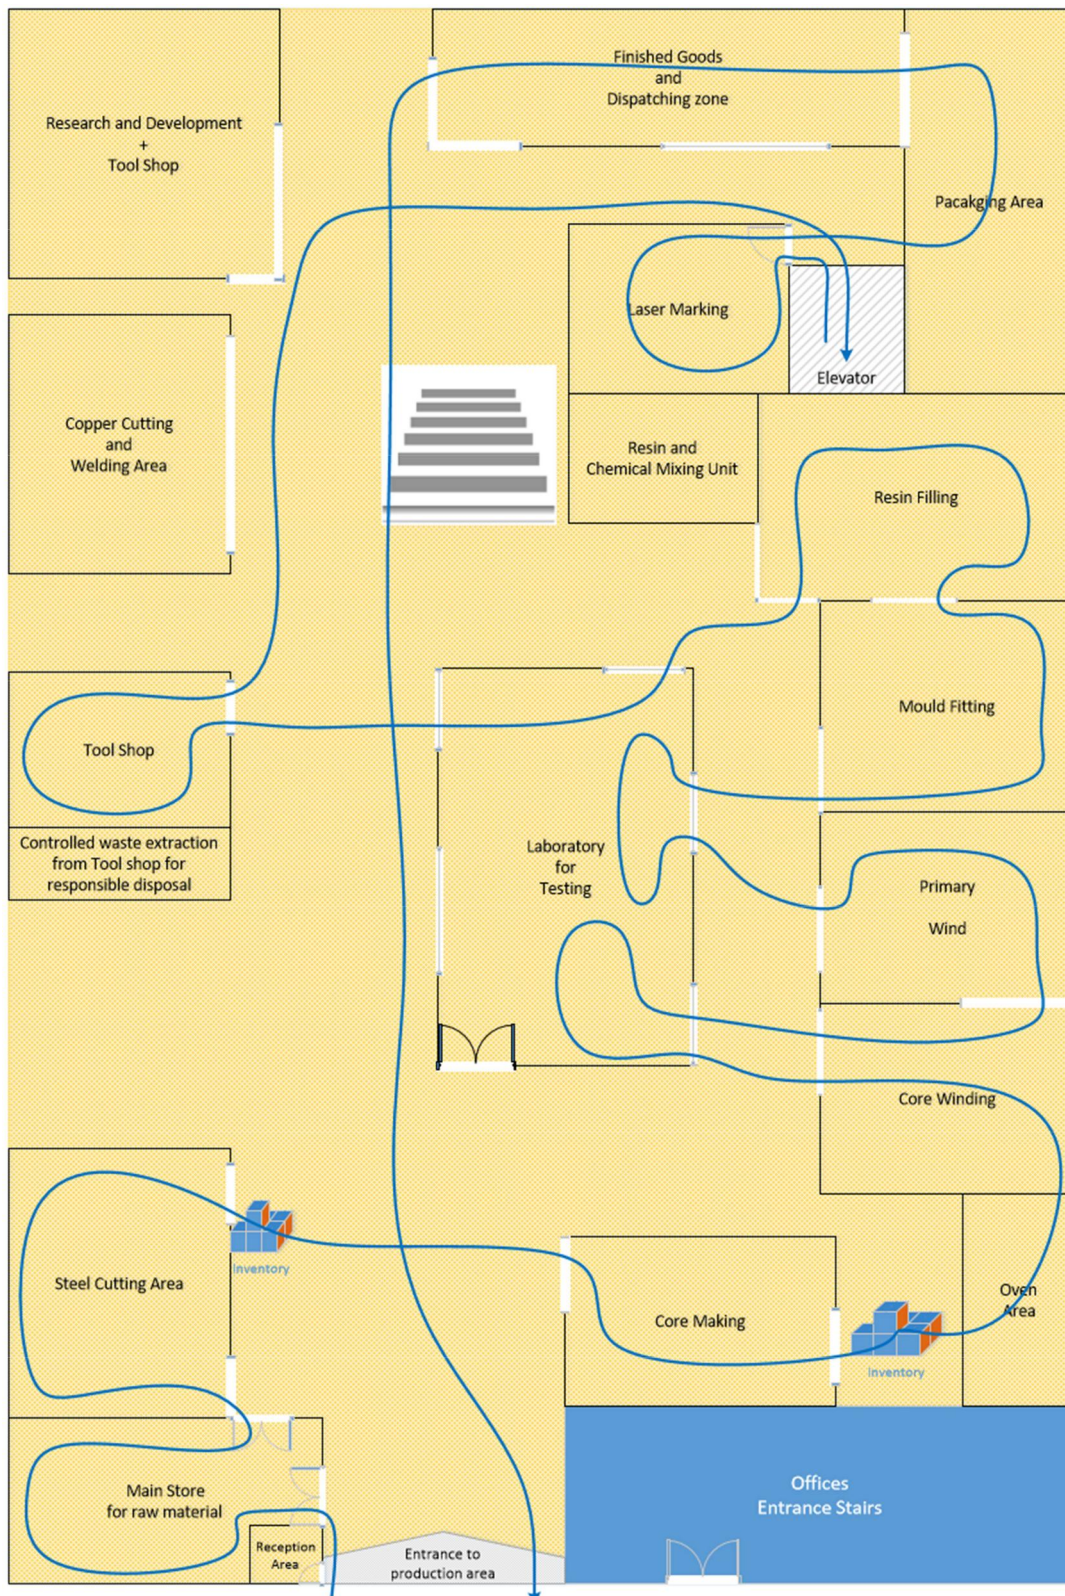 Finished Goods
and
Dispatching zone
Research and Development
+
Tool Shop
Pacakging Area
Laser Marking
Elevator
Copper Cutting
and
Welding Area
Resin and
Chemical Mixing Unit
Resin Filling
Mould Fitting
Tool Shop
Controlled waste extraction
from Tool shop for
responsible disposal
Laboratory
for
Testing
Primary
Wind
Core Winding
Steel Cutting Area
Inventory
Core Making
Oven
Area
Inventory
Main Store
for raw material
Offices
Entrance Stairs
Reception
Area
Entrance to
production area